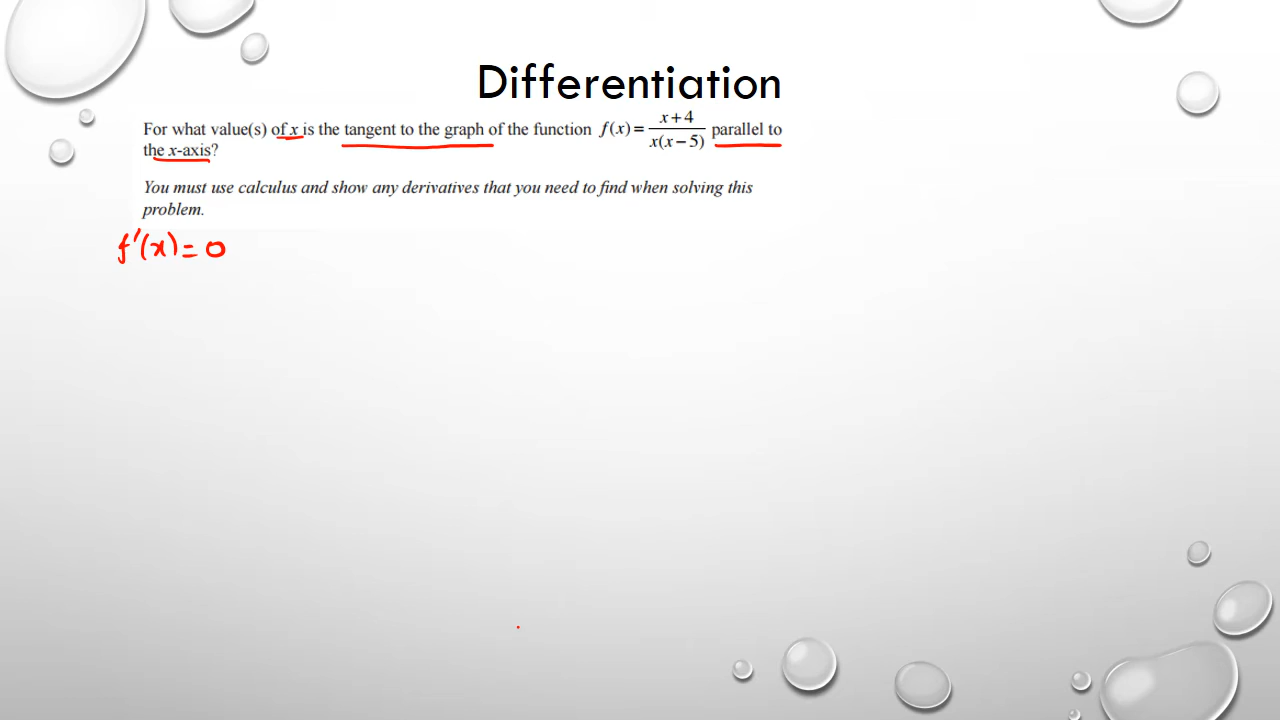 Differentiation
For what value(s) of x is the tangent to the graph of the function f(x) = (x+4)/(x(x−5)) parallel to
the x-axis?
You must use calculus and show any derivatives that you need to find when solving this
problem.
f'(x) = 0